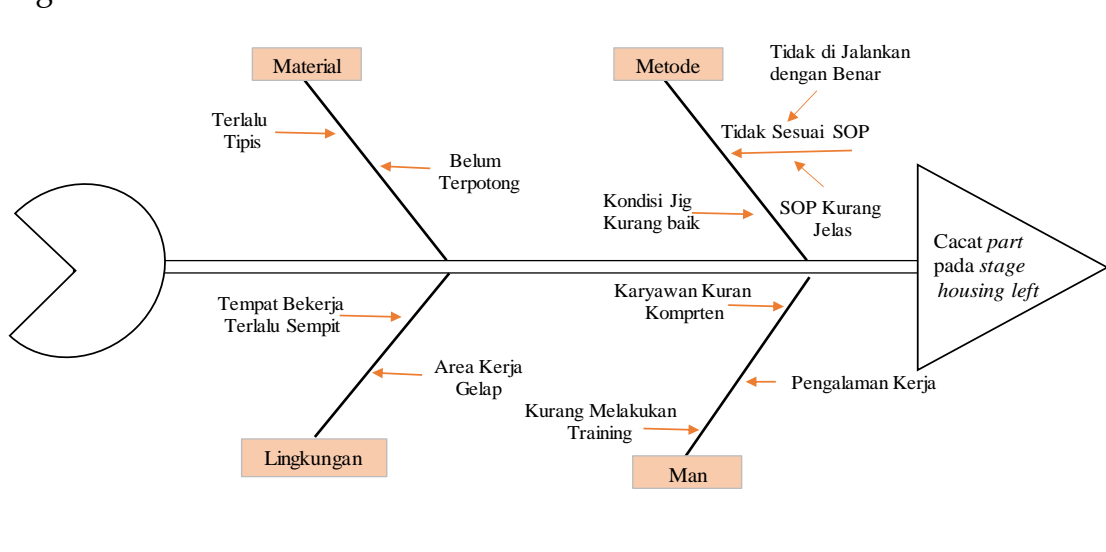 Material
Metode
Tidak di Jalankan
dengan Benar
Terlalu
Tipis
Tidak Sesuai SOP
Belum
Terpotong
Kondisi Jig
Kurang baik
SOP Kurang
Jelas
Cacat part
pada stage
housing left
Tempat Bekerja
Terlalu Sempit
Karyawan Kuran
Komprten
Area Kerja
Gelap
Pengalaman Kerja
Kurang Melakukan
Training
Lingkungan
Man